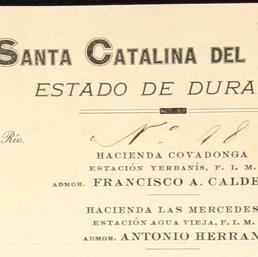 SANTA CATALINA DEL
ESTADO DE DURA
Río.
Nº 18
HACIENDA COVADONGA
ESTACIÓN YERBANÍS, F. I. M.
ADMOR. FRANCISCO A. CALDE
HACIENDA LAS MERCEDES
ESTACIÓN AGUA VIEJA, F. I. M.
ADMOR. ANTONIO HERRAN